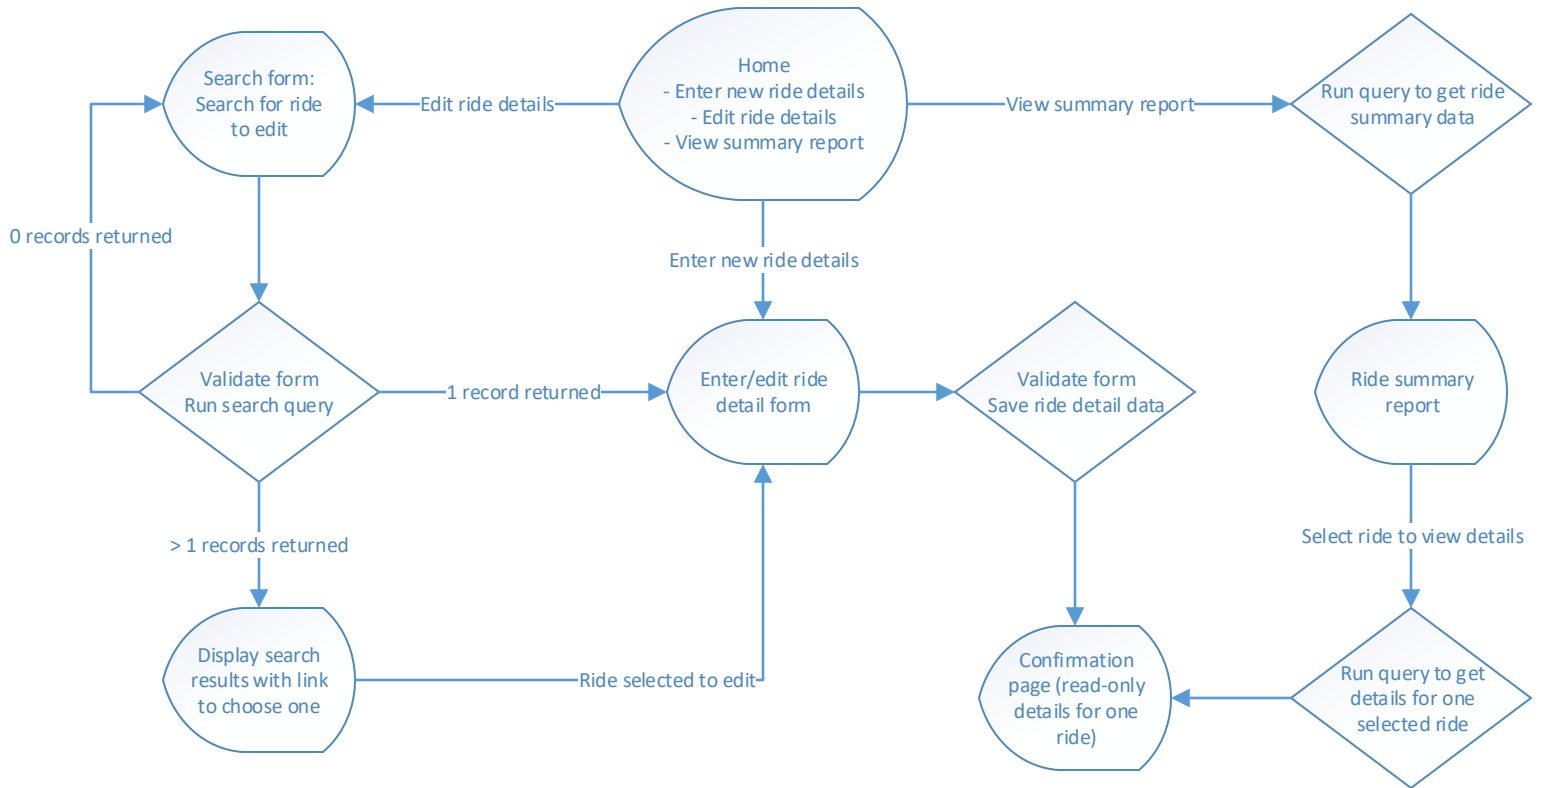 Search form:
Search for ride
to edit
Edit ride details
Home
- Enter new ride details
- Edit ride details
- View summary report
View summary report
Run query to get ride
summary data
0 records returned
Enter new ride details
Validate form
Run search query
1 record returned
Enter/edit ride
detail form
Validate form
Save ride detail data
Ride summary
report
> 1 records returned
Select ride to view details
Display search
results with link
to choose one
Ride selected to edit
Confirmation
page (read-only
details for one
ride)
Run query to get
details for one
selected ride